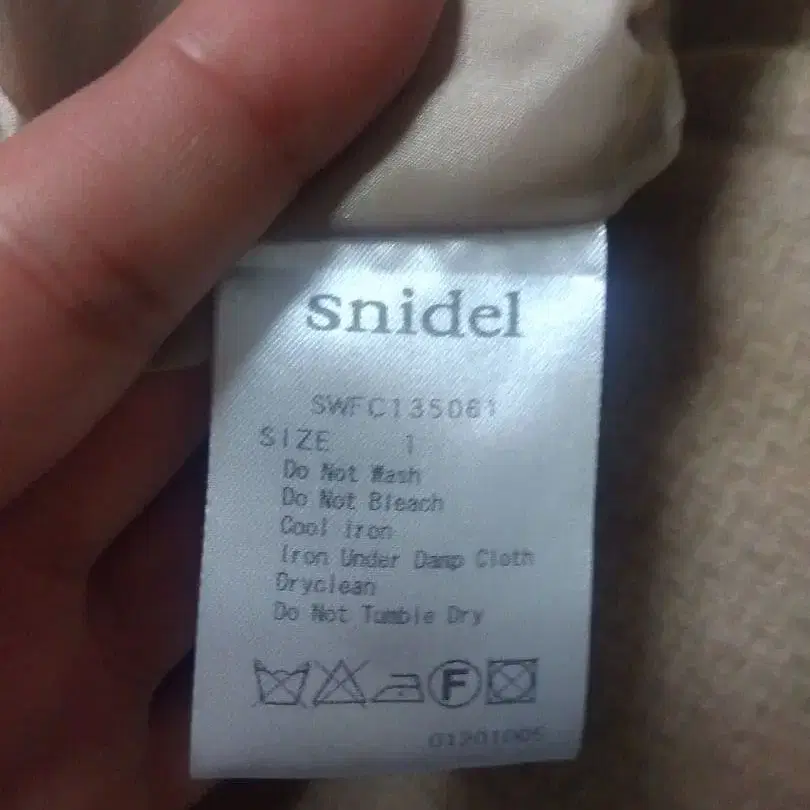 snidel
SWFC135061
SIZE 1
Do Not Wash
Do Not Bleach
Cool iron
Iron Under Damp Cloth
Dryclean
Do Not Tumble Dry
F
01201005